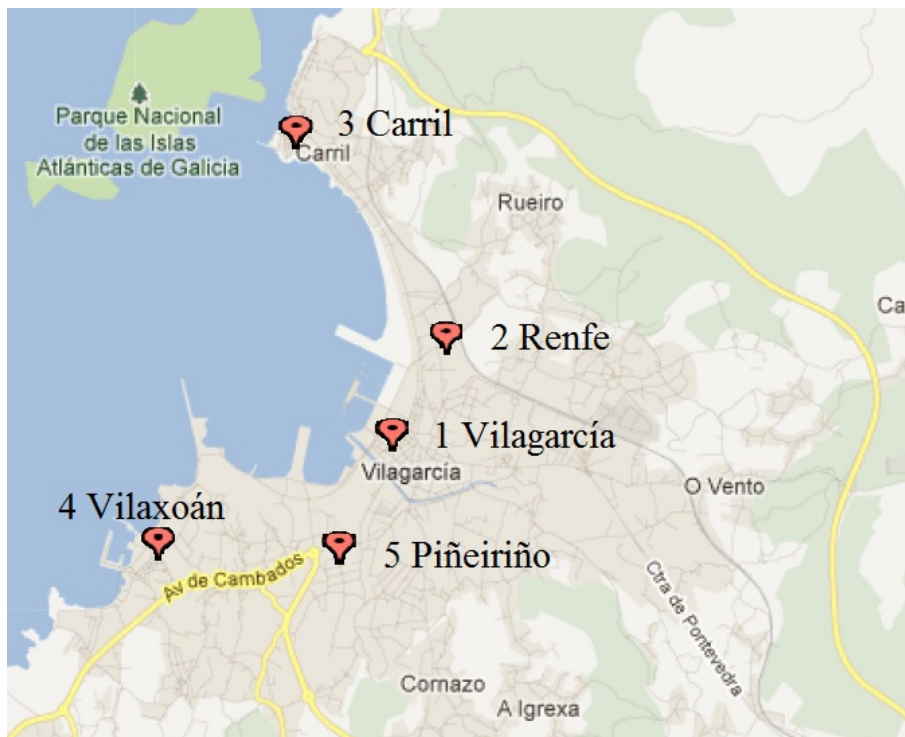 Parque Nacional
de las Islas
Atlánticas de Galicia
3 Carril
Carril
Rueiro
Ca
2 Renfe
1 Vilagarcía
Vilagarcía
O Vento
4 Vilaxoán
5 Piñeiriño
Av de Cambados
Ctra de Pontevedra
Cornazo
A Igrexa